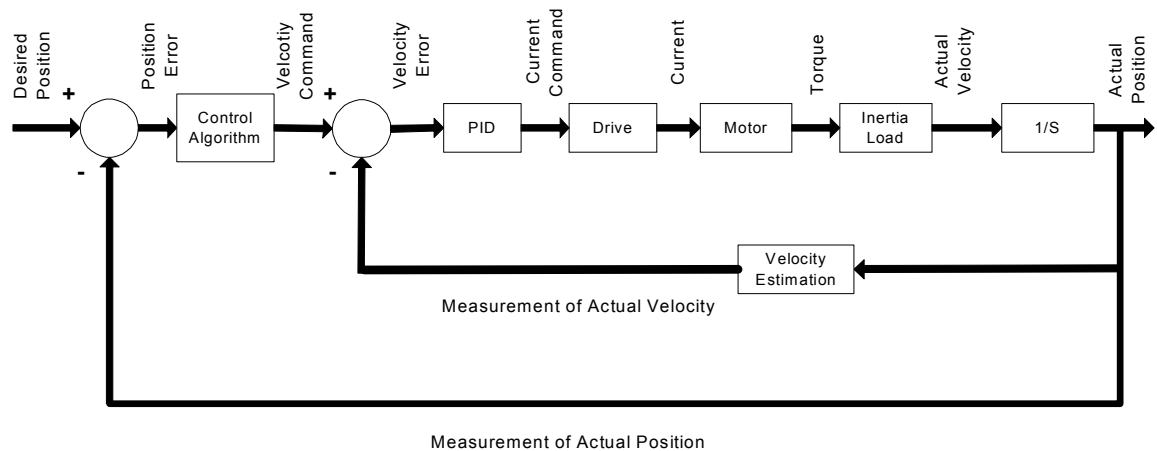 Desired
Position
+
-
Position
Error
Control
Algorithm
Velcotiy
Command
+
-
Velocity
Error
PID
Current
Command
Drive
Current
Motor
Torque
Inertia
Load
Actual
Velocity
1/S
Actual
Position
Velocity
Estimation
Measurement of Actual Velocity
Measurement of Actual Position